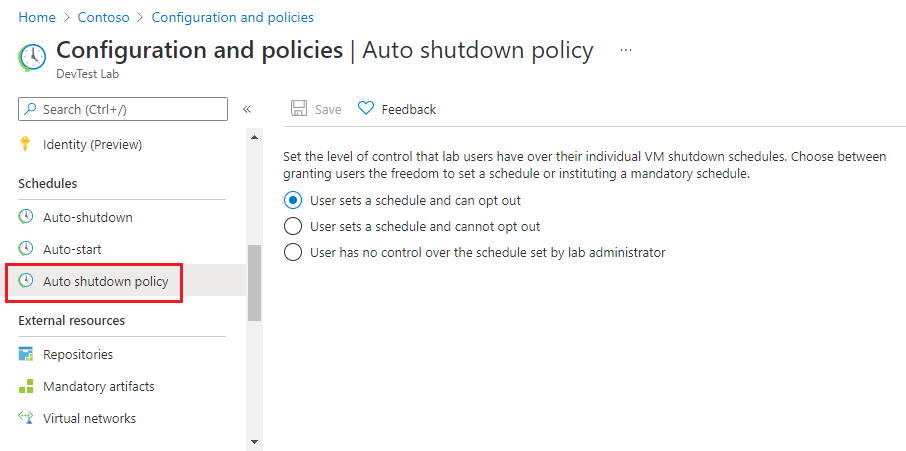 Home > Contoso > Configuration and policies
Configuration and policies | Auto shutdown policy ...
DevTest Lab
Search (Ctrl+/)
«
Identity (Preview)
Schedules
Auto-shutdown
Auto-start
Auto shutdown policy
External resources
Repositories
Mandatory artifacts
Virtual networks
Save
Feedback
Set the level of control that lab users have over their individual VM shutdown schedules. Choose between
granting users the freedom to set a schedule or instituting a mandatory schedule.
User sets a schedule and can opt out
User sets a schedule and cannot opt out
User has no control over the schedule set by lab administrator